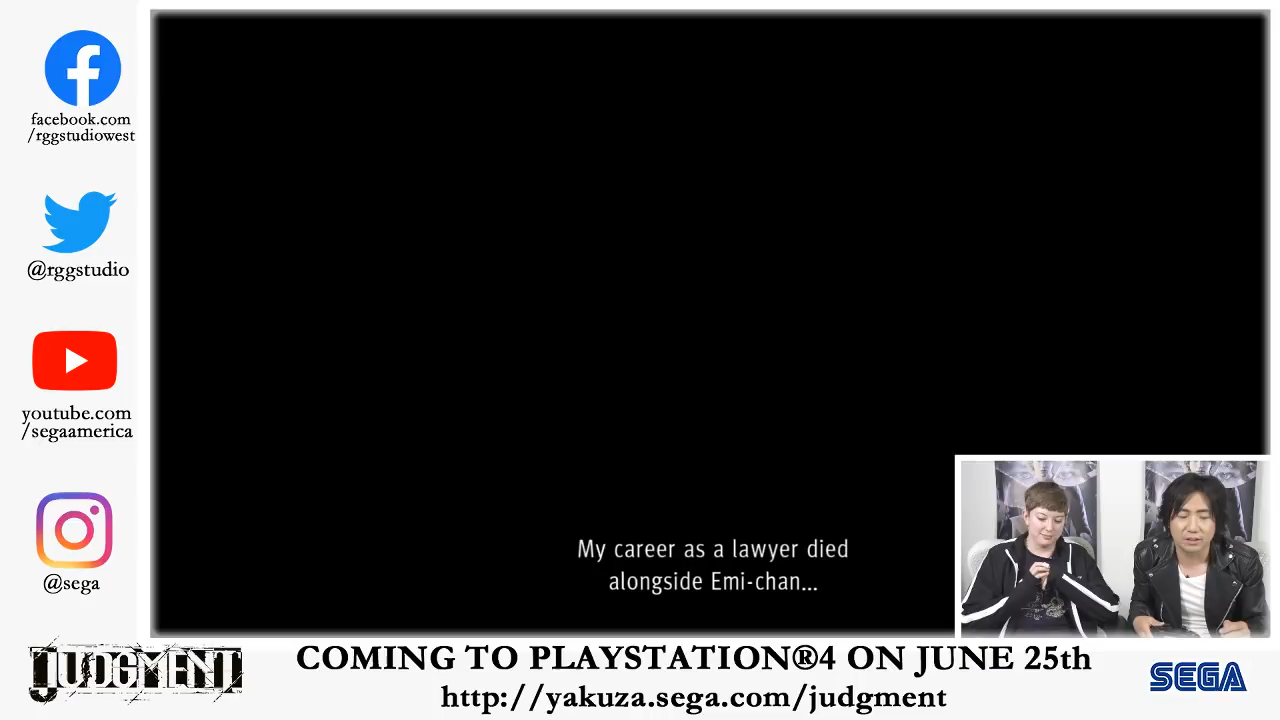 facebook.com
/rggstudiowest
@rggstudio
youtube.com
/segaamerica
@sega
My career as a lawyer died
alongside Emi-chan...
JUDGMENT
COMING TO PLAYSTATION®4 ON JUNE 25th
http://yakuza.sega.com/judgment
SEGA